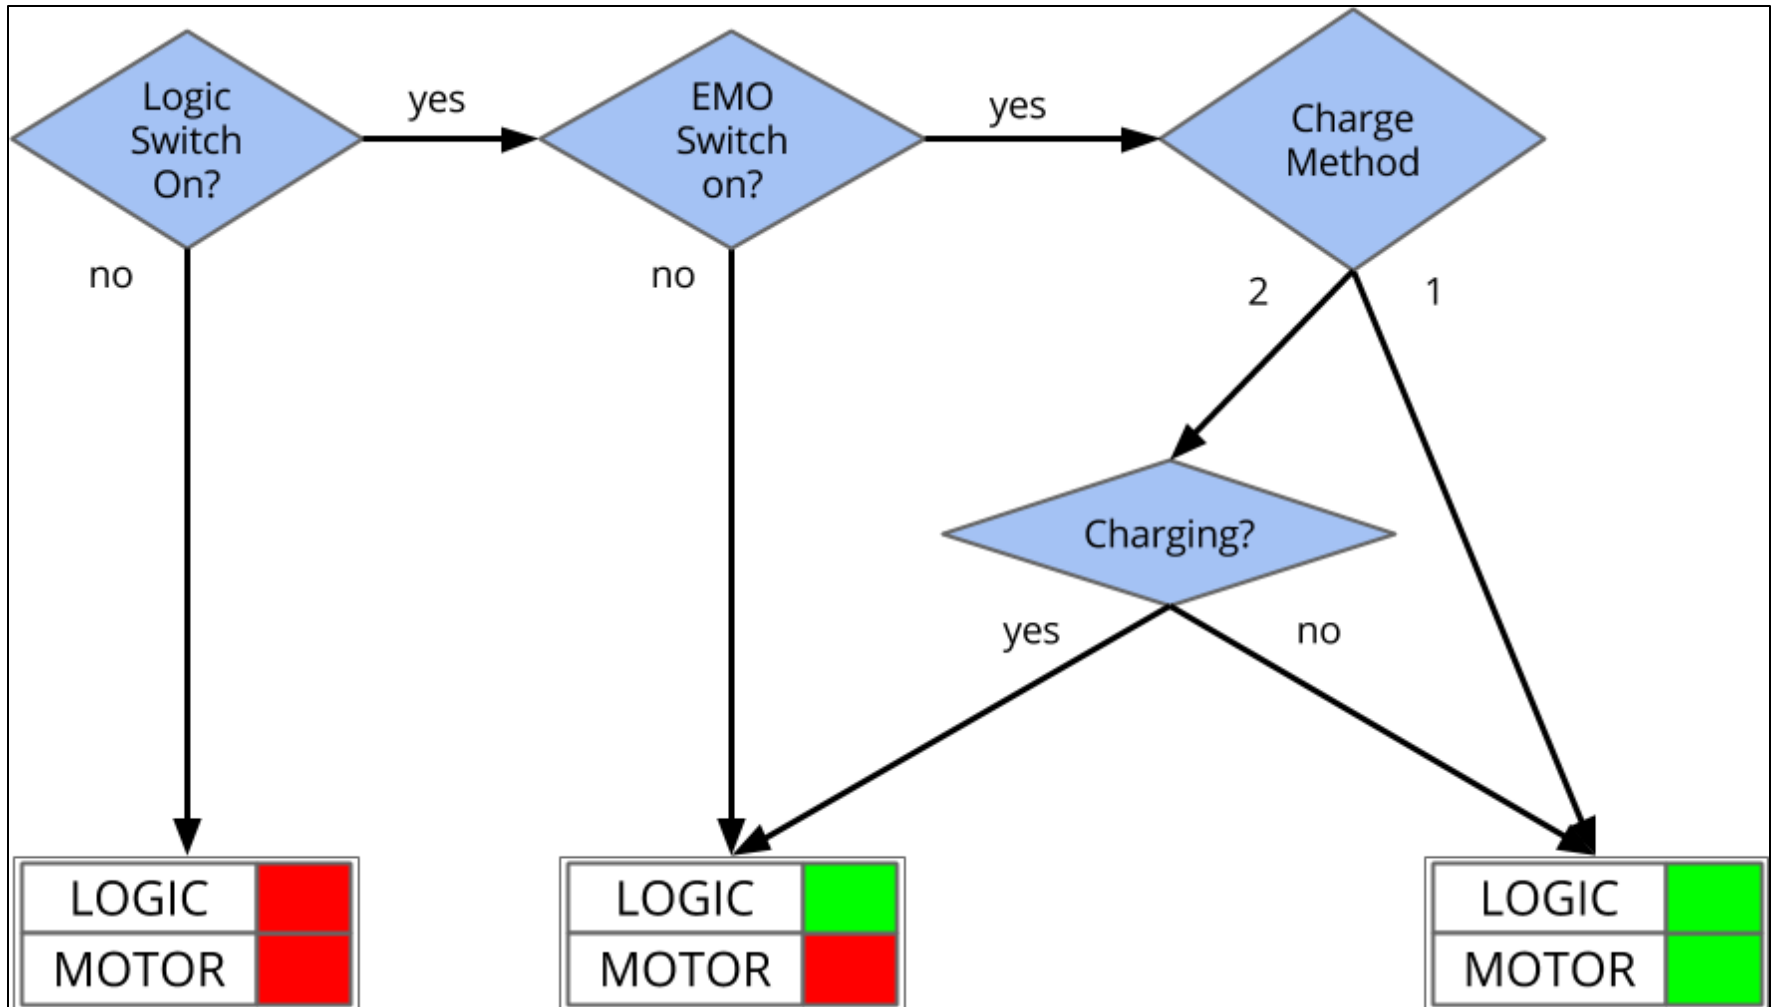 Logic
Switch
On?
yes
EMO
Switch
on?
yes
Charge
Method
no
no
2
1
Charging?
yes
no
LOGIC
MOTOR
LOGIC
MOTOR
LOGIC
MOTOR